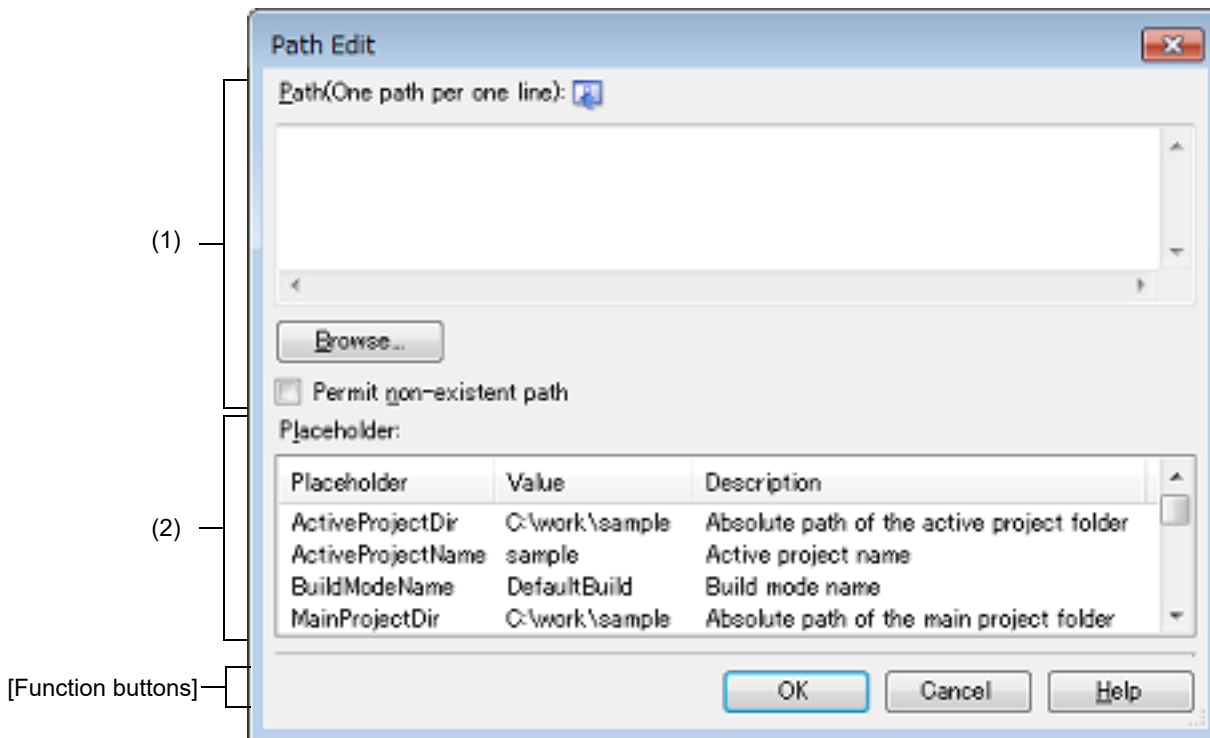 Path Edit
Path(One path per one line):
(1)
Browse...
Permit non-existent path
Placeholder:
Placeholder Value Description
(2)
ActiveProjectDir C:\work\sample Absolute path of the active project folder
ActiveProjectName sample Active project name
BuildModeName DefaultBuild Build mode name
MainProjectDir C:\work\sample Absolute path of the main project folder
[Function buttons]
OK Cancel Help